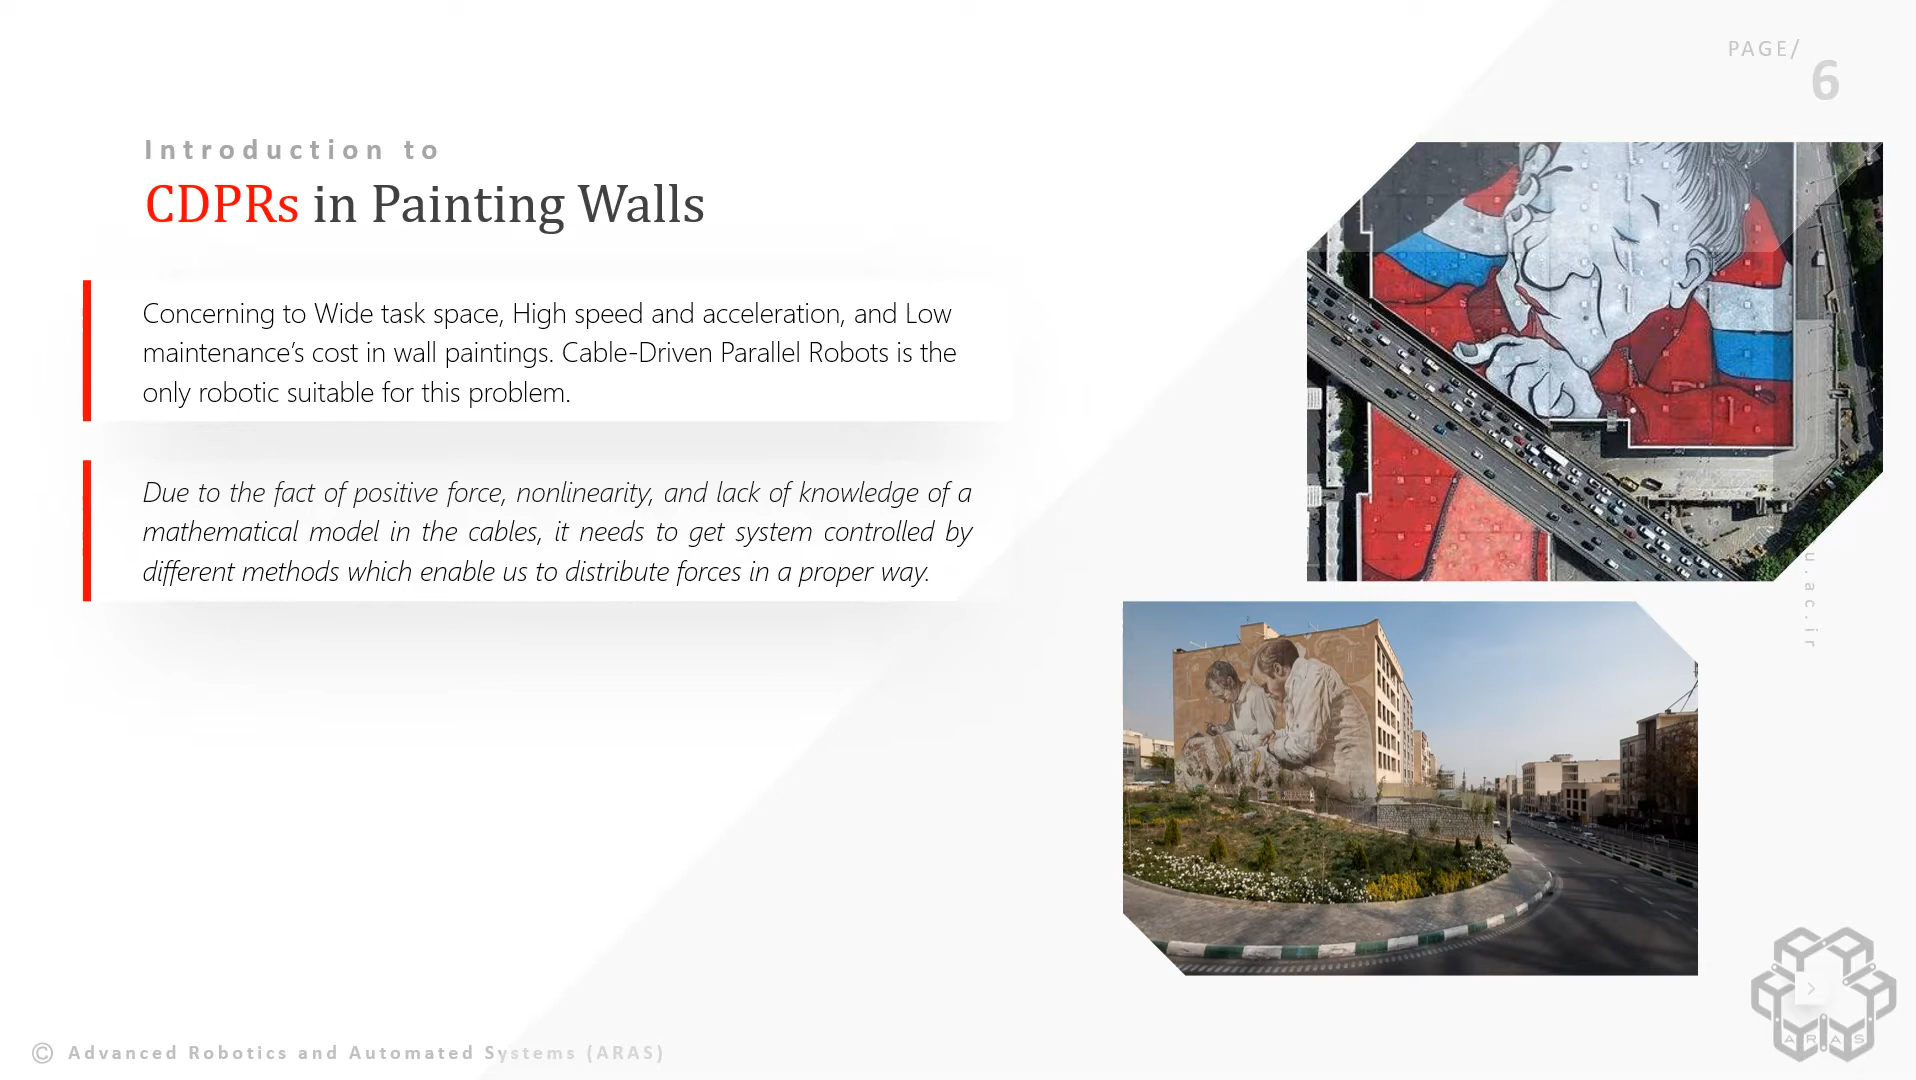 PAGE/
6
Introduction to
CDPRs in Painting Walls
Concerning to Wide task space, High speed and acceleration, and Low
maintenance’s cost in wall paintings. Cable-Driven Parallel Robots is the
only robotic suitable for this problem.
Due to the fact of positive force, nonlinearity, and lack of knowledge of a
mathematical model in the cables, it needs to get system controlled by
different methods which enable us to distribute forces in a proper way.
u.ac.ir
ARAS
© Advanced Robotics and Automated Systems (ARAS)